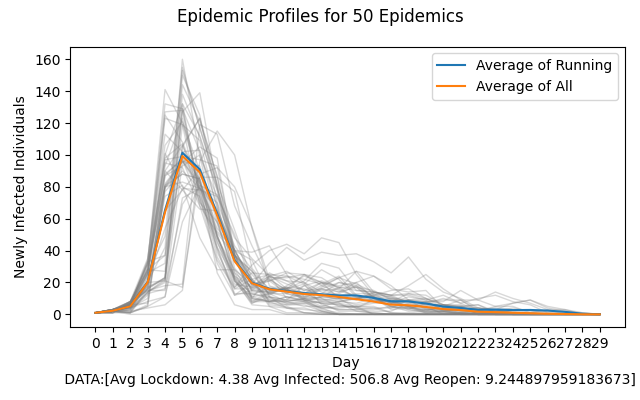 Epidemic Profiles for 50 Epidemics
Average of Running
Average of All
Newly Infected Individuals
160
140
120
100
80
60
40
20
0
0 1 2 3 4 5 6 7 8 9 10 11 12 13 14 15 16 17 18 19 20 21 22 23 24 25 26 27 28 29
Day
DATA:[Avg Lockdown: 4.38 Avg Infected: 506.8 Avg Reopen: 9.244897959183673]